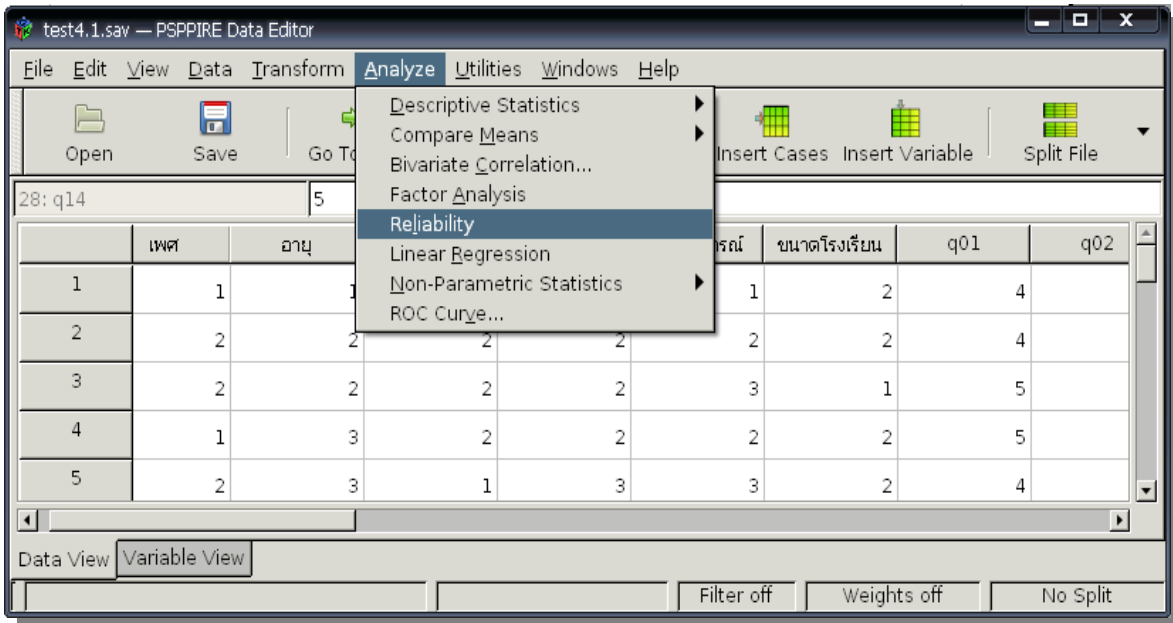 test4.1.sav — PSPPIRE Data Editor
File Edit View Data Transform Analyze Utilities Windows Help
Open Save Go To Insert Cases Insert Variable Split File
Descriptive Statistics
Compare Means
Bivariate Correlation...
Factor Analysis
Reliability
Linear Regression
Non-Parametric Statistics
ROC Curve...
28: q14 5
เพศ อายุ ขนาดโรงเรียน q01 q02
1 1 1 2 4
2 2 2 2 2 2 2 4
3 2 2 2 2 3 1 5
4 1 3 2 2 2 2 5
5 2 3 1 3 3 2 4
Data View Variable View
Filter off Weights off No Split